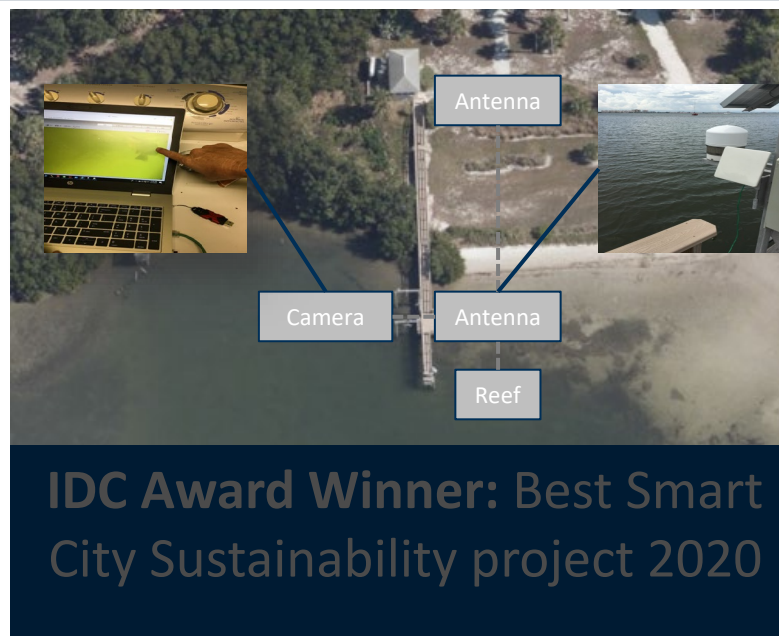 Antenna
Camera
Antenna
Reef
IDC Award Winner: Best Smart
City Sustainability project 2020